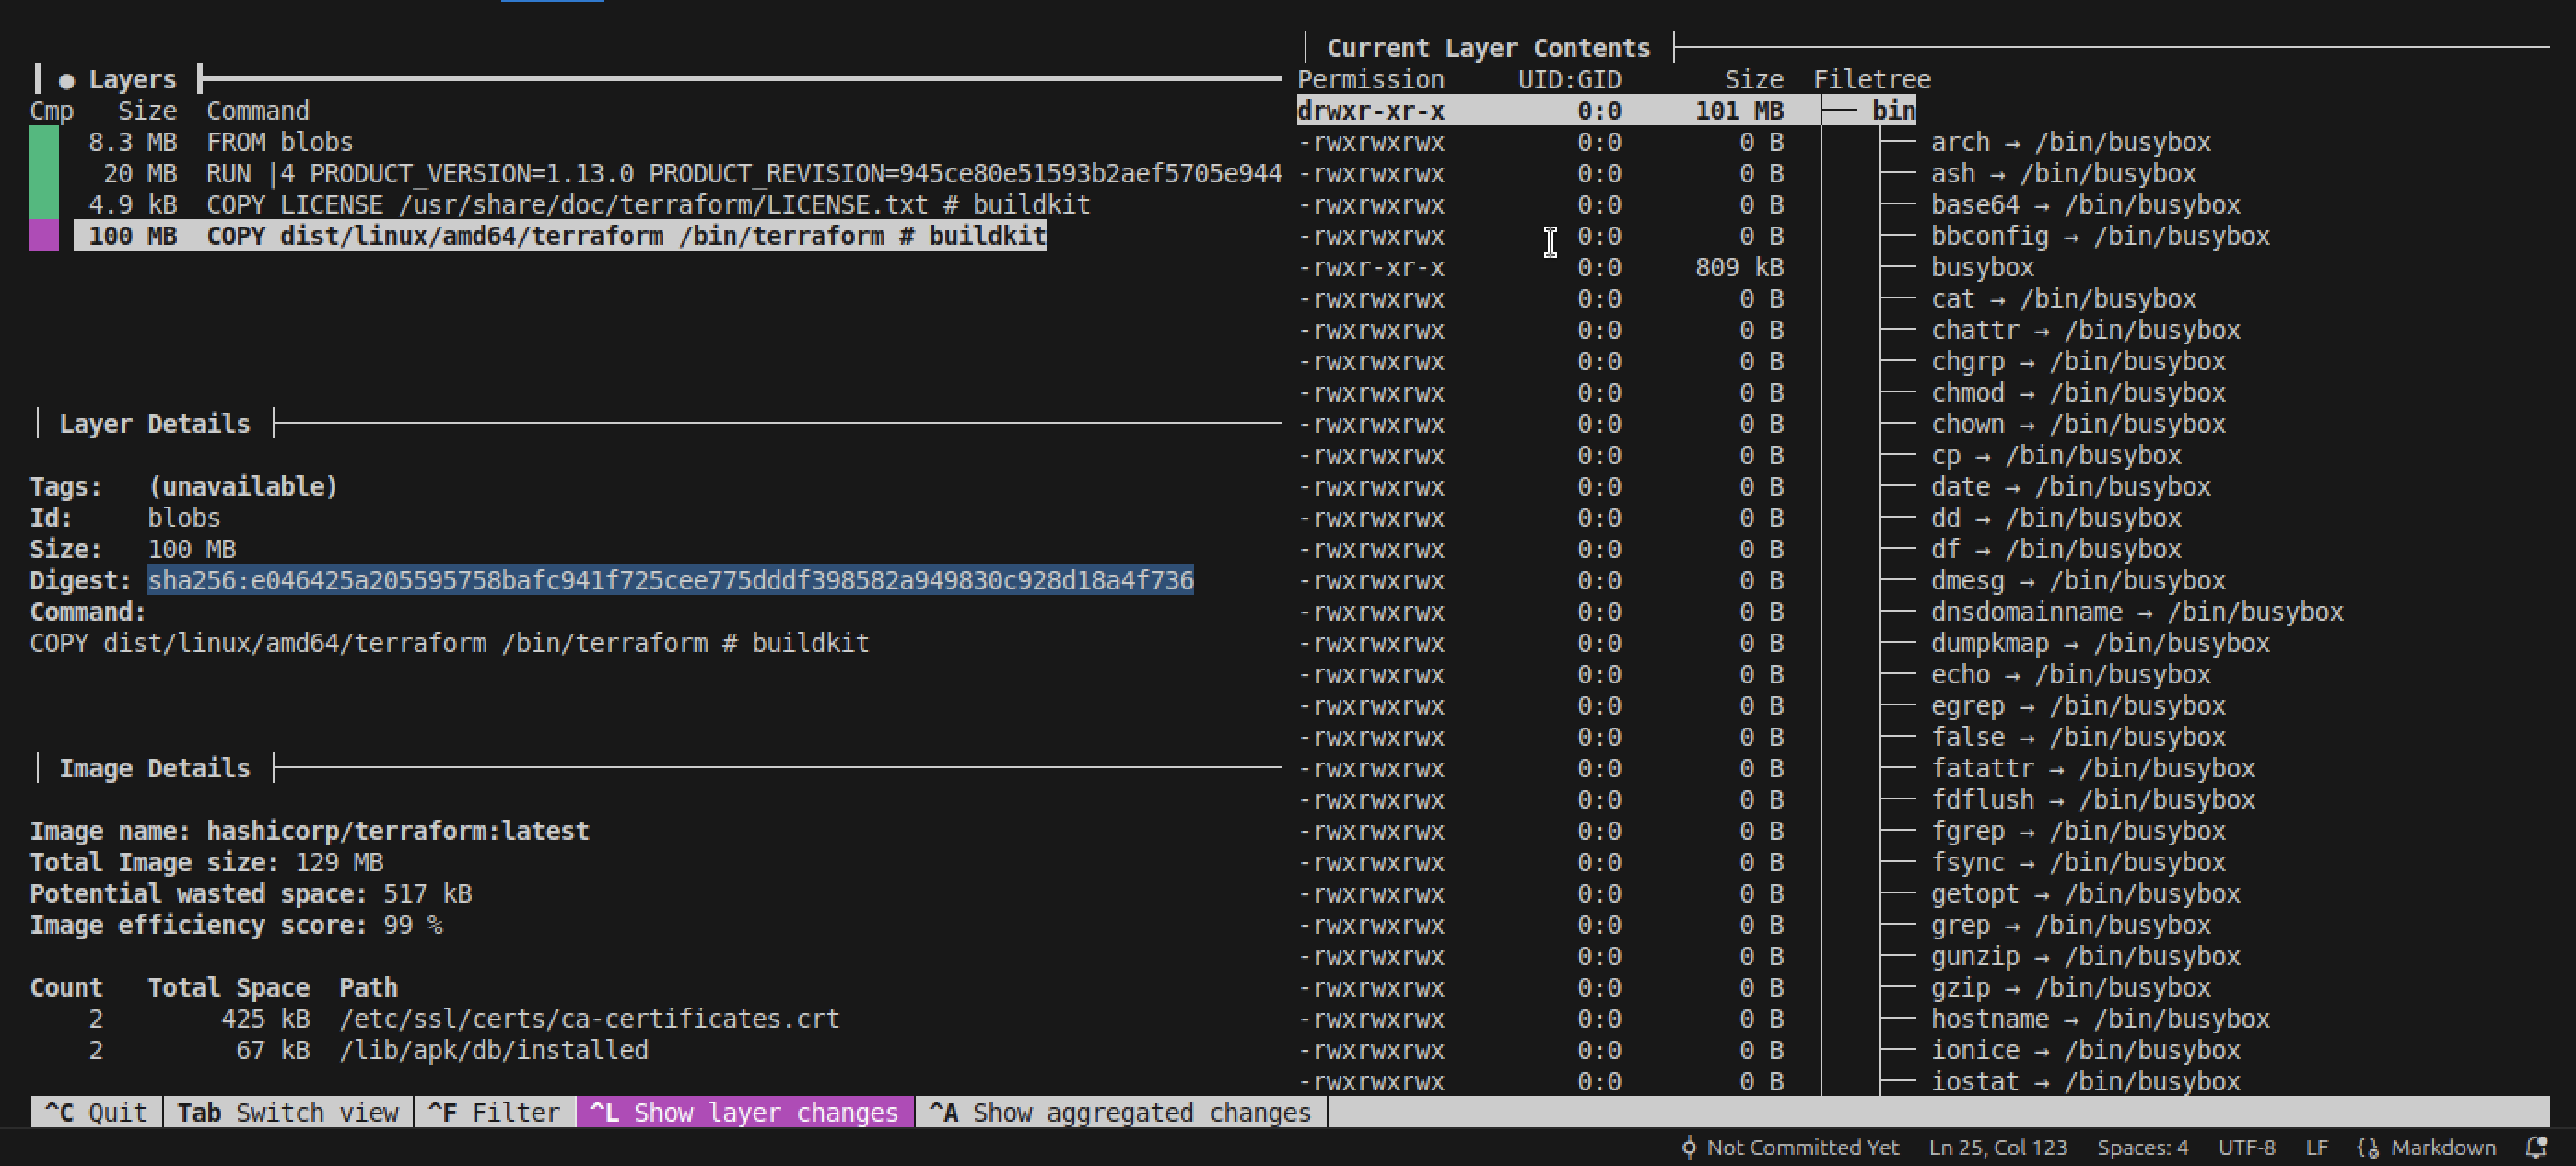 ● Layers
Cmp Size Command
8.3 MB FROM blobs
20 MB RUN |4 PRODUCT_VERSION=1.13.0 PRODUCT_REVISION=945ce80e51593b2aef5705e944
4.9 kB COPY LICENSE /usr/share/doc/terraform/LICENSE.txt # buildkit
100 MB COPY dist/linux/amd64/terraform /bin/terraform # buildkit
Layer Details
Tags: (unavailable)
Id: blobs
Size: 100 MB
Digest: sha256:e046425a205595758bafc941f725cee775dddf398582a949830c928d18a4f736
Command:
COPY dist/linux/amd64/terraform /bin/terraform # buildkit
Image Details
Image name: hashicorp/terraform:latest
Total Image size: 129 MB
Potential wasted space: 517 kB
Image efficiency score: 99 %
Count Total Space Path
2 425 kB /etc/ssl/certs/ca-certificates.crt
2 67 kB /lib/apk/db/installed
Current Layer Contents
Permission UID:GID Size Filetree
drwxr-xr-x 0:0 101 MB ├── bin
-rwxrwxrwx 0:0 0 B │ ├── arch → /bin/busybox
-rwxrwxrwx 0:0 0 B │ ├── ash → /bin/busybox
-rwxrwxrwx 0:0 0 B │ ├── base64 → /bin/busybox
-rwxrwxrwx 0:0 0 B │ ├── bbconfig → /bin/busybox
-rwxr-xr-x 0:0 809 kB │ ├── busybox
-rwxrwxrwx 0:0 0 B │ ├── cat → /bin/busybox
-rwxrwxrwx 0:0 0 B │ ├── chattr → /bin/busybox
-rwxrwxrwx 0:0 0 B │ ├── chgrp → /bin/busybox
-rwxrwxrwx 0:0 0 B │ ├── chmod → /bin/busybox
-rwxrwxrwx 0:0 0 B │ ├── chown → /bin/busybox
-rwxrwxrwx 0:0 0 B │ ├── cp → /bin/busybox
-rwxrwxrwx 0:0 0 B │ ├── date → /bin/busybox
-rwxrwxrwx 0:0 0 B │ ├── dd → /bin/busybox
-rwxrwxrwx 0:0 0 B │ ├── df → /bin/busybox
-rwxrwxrwx 0:0 0 B │ ├── dmesg → /bin/busybox
-rwxrwxrwx 0:0 0 B │ ├── dnsdomainname → /bin/busybox
-rwxrwxrwx 0:0 0 B │ ├── dumpkmap → /bin/busybox
-rwxrwxrwx 0:0 0 B │ ├── echo → /bin/busybox
-rwxrwxrwx 0:0 0 B │ ├── egrep → /bin/busybox
-rwxrwxrwx 0:0 0 B │ ├── false → /bin/busybox
-rwxrwxrwx 0:0 0 B │ ├── fatattr → /bin/busybox
-rwxrwxrwx 0:0 0 B │ ├── fdflush → /bin/busybox
-rwxrwxrwx 0:0 0 B │ ├── fgrep → /bin/busybox
-rwxrwxrwx 0:0 0 B │ ├── fsync → /bin/busybox
-rwxrwxrwx 0:0 0 B │ ├── getopt → /bin/busybox
-rwxrwxrwx 0:0 0 B │ ├── grep → /bin/busybox
-rwxrwxrwx 0:0 0 B │ ├── gunzip → /bin/busybox
-rwxrwxrwx 0:0 0 B │ ├── gzip → /bin/busybox
-rwxrwxrwx 0:0 0 B │ ├── hostname → /bin/busybox
-rwxrwxrwx 0:0 0 B │ ├── ionice → /bin/busybox
-rwxrwxrwx 0:0 0 B │ ├── iostat → /bin/busybox
^C Quit Tab Switch view ^F Filter ^L Show layer changes ^A Show aggregated changes
Not Committed Yet Ln 25, Col 123 Spaces: 4 UTF-8 LF Markdown